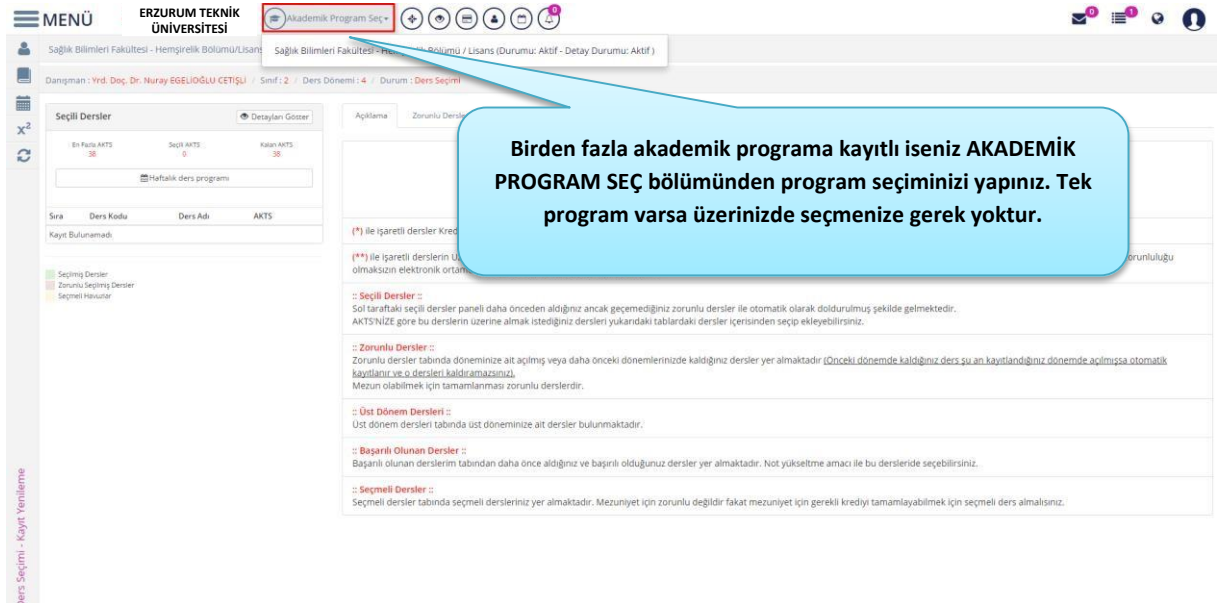 MENÜ
ERZURUM TEKNİK
ÜNİVERSİTESİ
Akademik Program Seç
0
0
1
Sağlık Bilimleri Fakültesi - Hemşirelik Bölümü/Lisans
Sağlık Bilimleri Fakültesi - Hemşirelik Bölümü / Lisans (Durumu: Aktif - Detay Durumu: Aktif )
Danışman : Yrd. Doç. Dr. Nuray EGELİOĞLU CETİŞLİ / Sınıf : 2 / Ders Dönemi : 4 / Durum : Ders Seçimi
x²
Seçili Dersler
Detayları Göster
En Fazla AKTS
Seçili AKTS
Kalan AKTS
38
0
38
Haftalık ders programı
Sıra Ders Kodu Ders Adı AKTS
Kayıt Bulunamadı
Seçilmiş Dersler
Zorunlu Seçilmiş Dersler
Seçmeli Havuzlar
Açıklama
Zorunlu Dersler
Birden fazla akademik programa kayıtlı iseniz AKADEMİK
PROGRAM SEÇ bölümünden program seçiminizi yapınız. Tek
program varsa üzerinizde seçmenize gerek yoktur.
(*) ile işaretli dersler Kred
(**) ile işaretli derslerin U orunluluğu
olmaksızın elektronik ortam
:: Seçili Dersler ::
Sol taraftaki seçili dersler paneli daha önceden aldığınız ancak geçemediğiniz zorunlu dersler ile otomatik olarak doldurulmuş şekilde gelmektedir.
AKTS'NİZE göre bu derslerin üzerine almak istediğiniz dersleri yukarıdaki tablardaki dersler içerisinden seçip ekleyebilirsiniz.
:: Zorunlu Dersler ::
Zorunlu dersler tabında döneminize ait açılmış veya daha önceki dönemlerinizde kaldığınız dersler yer almaktadır (Önceki dönemde kaldığınız ders şu an kayıtlandığınız dönemde açılmışsa otomatik
kayıtlanır ve o dersleri kaldıramazsınız).
Mezun olabilmek için tamamlanması zorunlu derslerdir.
:: Üst Dönem Dersleri ::
Üst dönem dersleri tabında üst döneminize ait dersler bulunmaktadır.
:: Başarılı Olunan Dersler ::
Başarılı olunan derslerim tabından daha önce aldığınız ve başırılı olduğunuz dersler yer almaktadır. Not yükseltme amacı ile bu dersleride seçebilirsiniz.
:: Seçmeli Dersler ::
Seçmeli dersler tabında seçmeli dersleriniz yer almaktadır. Mezuniyet için zorunlu değildir fakat mezuniyet için gerekli krediyi tamamlayabilmek için seçmeli ders almalısınız.
Ders Seçimi - Kayıt Yenileme